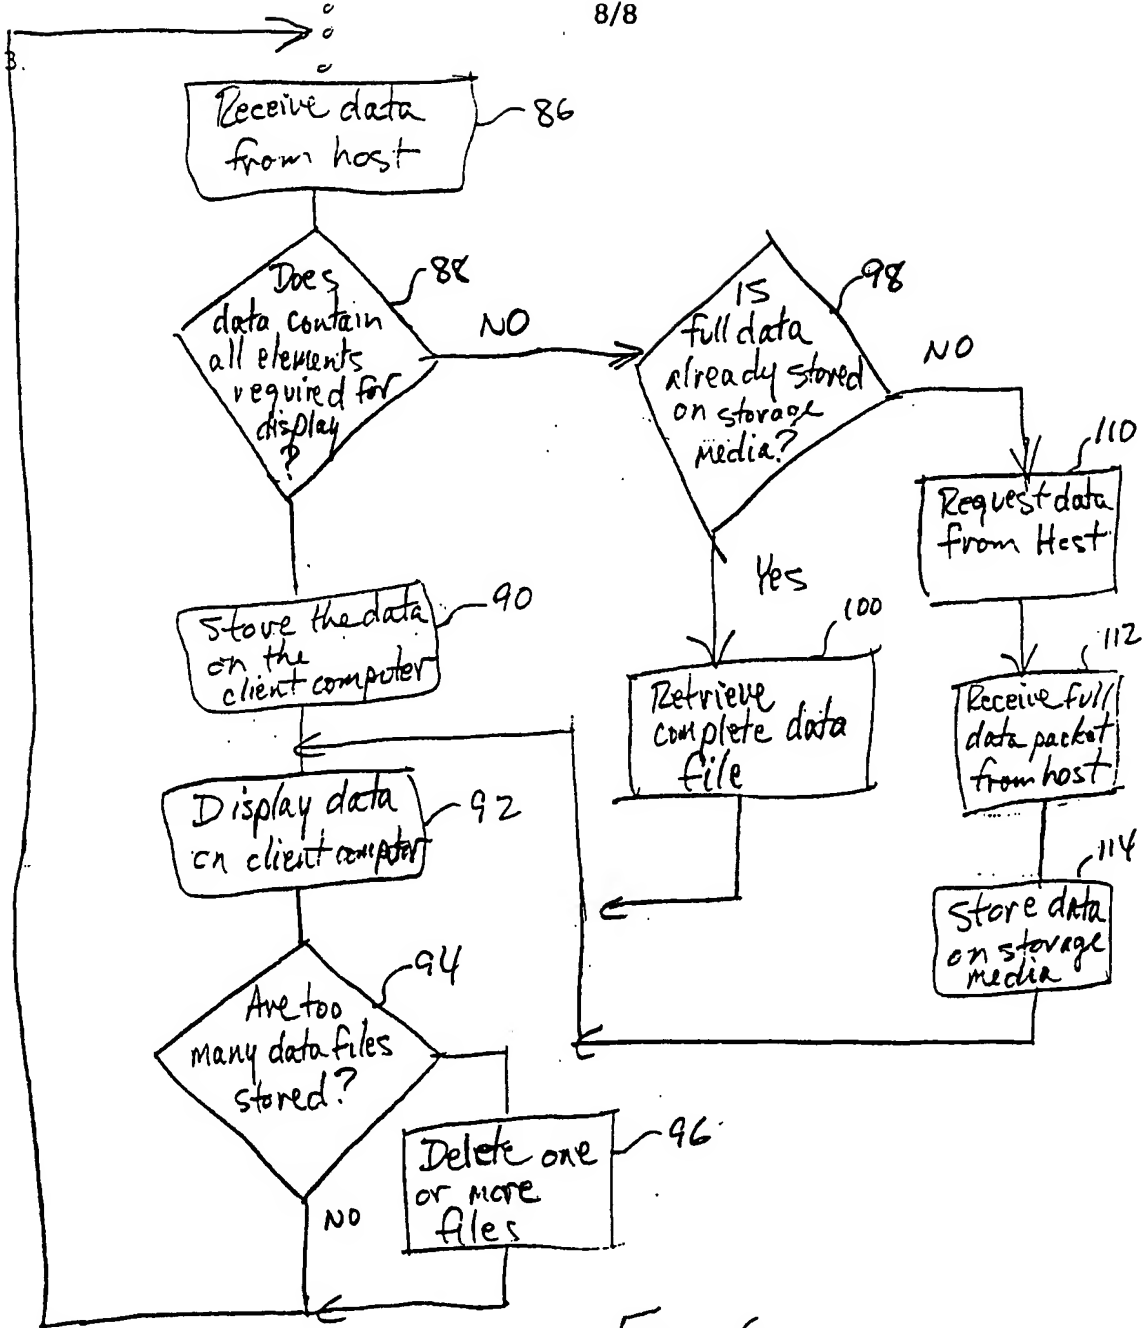 8/8
Receive data
from host
86
Does
data contain
all elements
required for
display
?
88
NO
IS
full data
already stored
on storage
media?
98
NO
Yes
110
Request data
from Host
Store the data
on the
client computer
90
100
Retrieve
complete data
file
112
Receive full
data packet
from host
Display data
on client computer
92
114
Store data
on storage
media
Are too
many data files
stored?
94
NO
Delete one
or more
files
96